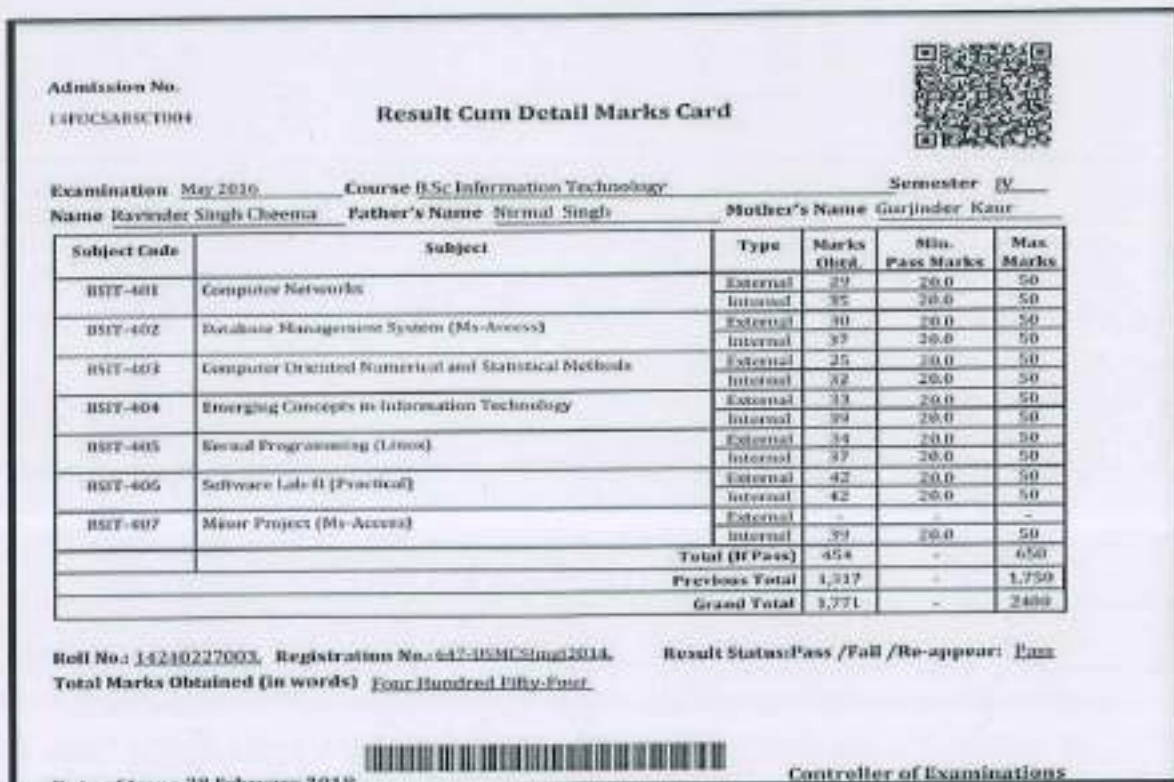 Admission No.
Result Cum Detail Marks Card
Examination May 2016 Course B.Sc Information Technology Semester IV
Name Ravinder Singh Cheema Father's Name Nirmal Singh Mother's Name Gurjinder Kaur
Subject Code Subject Type Marks Obtd. Min. Pass Marks Max Marks
BSIT-401 Computer Networks External 29 20.0 50
Internal 35 20.0 50
BSIT-402 Database Management System (Ms-Access) External 30 20.0 50
Internal 37 20.0 50
BSIT-403 Computer Oriented Numerical and Statistical Methods External 25 20.0 50
Internal 32 20.0 50
BSIT-404 Emerging Concepts in Information Technology External 33 20.0 50
Internal 39 20.0 50
BSIT-405 Kernal Programming (Linux) External 34 20.0 50
Internal 37 20.0 50
BSIT-406 Software Lab-II (Practical) External 42 20.0 50
Internal 42 20.0 50
BSIT-407 Minor Project (Ms-Access) External - - -
Internal 39 20.0 50
Total (If Pass) 454 - 650
Previous Total 1,317 - 1,750
Grand Total 1,771 - 2400
Roll No.: 14240227003, Registration No.: Result Status:Pass /Fail /Re-appear: Pass
Total Marks Obtained (in words) Four Hundred Fifty-Four
28 February 2018
Controller of Examinations